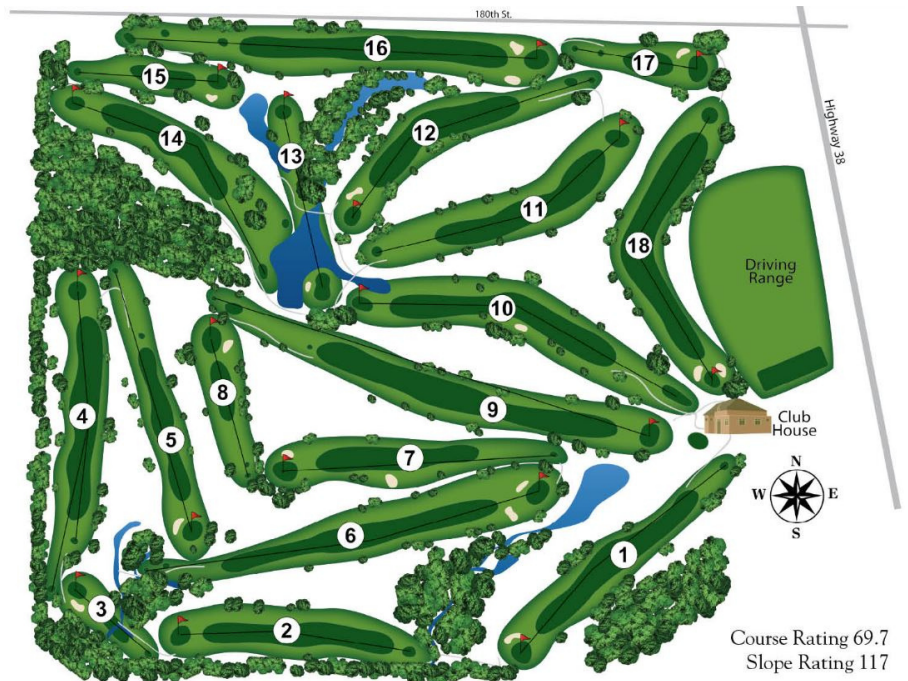 180th St.
16
17
15
Highway 38
14
12
13
11
18
Driving
Range
10
8
9
4
5
Club
House
7
N
W E
S
6
1
3
2
Course Rating 69.7
Slope Rating 117